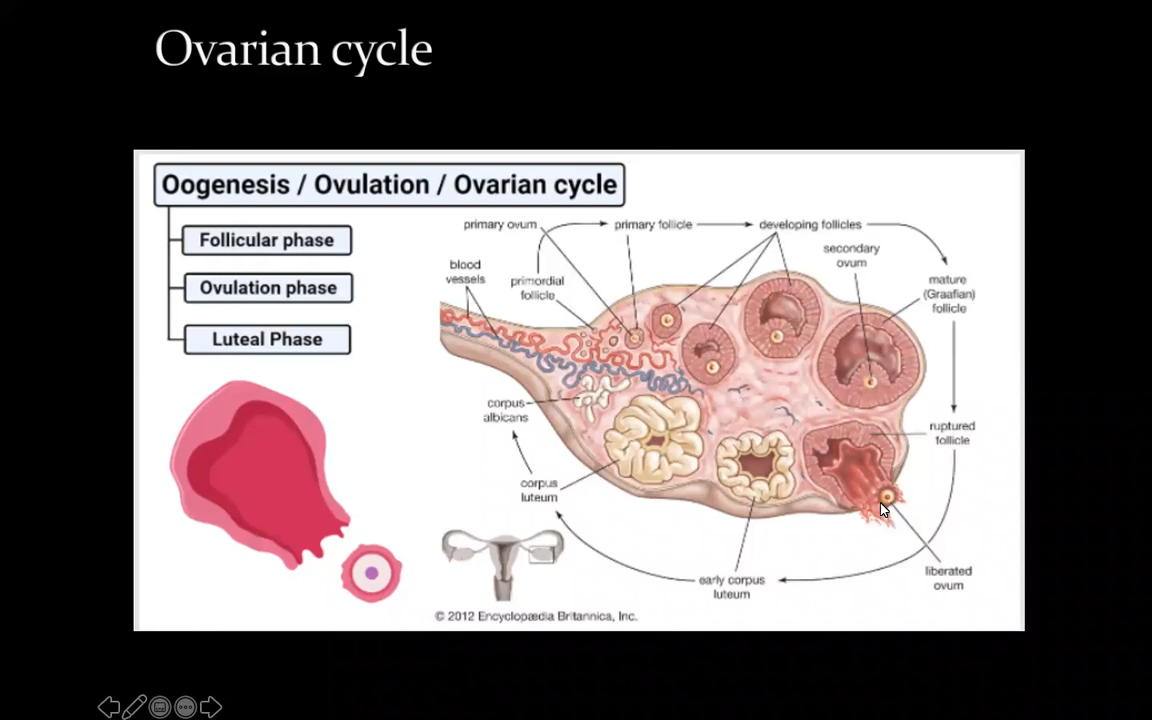 Ovarian cycle
Oogenesis / Ovulation / Ovarian cycle
Follicular phase
Ovulation phase
Luteal Phase
primary ovum
primary follicle
developing follicles
secondary
ovum
blood
vessels
primordial
follicle
mature
(Graafian)
follicle
corpus
albicans
ruptured
follicle
corpus
luteum
early corpus
luteum
liberated
ovum
© 2012 Encyclopædia Britannica, Inc.